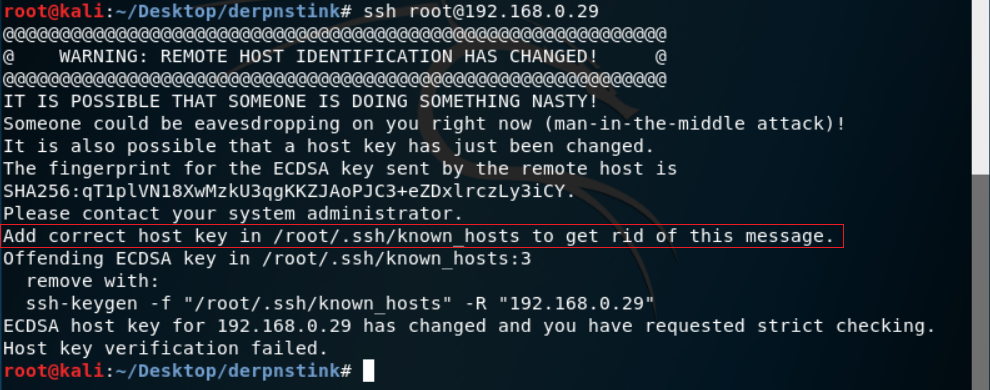 root@kali:~/Desktop/derpnstink# ssh root@192.168.0.29
@@@@@@@@@@@@@@@@@@@@@@@@@@@@@@@@@@@@@@@@@@@@@@@@@@@@@@@@@@@
@    WARNING: REMOTE HOST IDENTIFICATION HAS CHANGED!     @
@@@@@@@@@@@@@@@@@@@@@@@@@@@@@@@@@@@@@@@@@@@@@@@@@@@@@@@@@@@
IT IS POSSIBLE THAT SOMEONE IS DOING SOMETHING NASTY!
Someone could be eavesdropping on you right now (man-in-the-middle attack)!
It is also possible that a host key has just been changed.
The fingerprint for the ECDSA key sent by the remote host is
SHA256:qT1plVN18XwMzkU3qgKKZJAoPJC3+eZDxlrczLy3iCY.
Please contact your system administrator.
Add correct host key in /root/.ssh/known_hosts to get rid of this message.
Offending ECDSA key in /root/.ssh/known_hosts:3
  remove with:
  ssh-keygen -f "/root/.ssh/known_hosts" -R "192.168.0.29"
ECDSA host key for 192.168.0.29 has changed and you have requested strict checking.
Host key verification failed.
root@kali:~/Desktop/derpnstink#